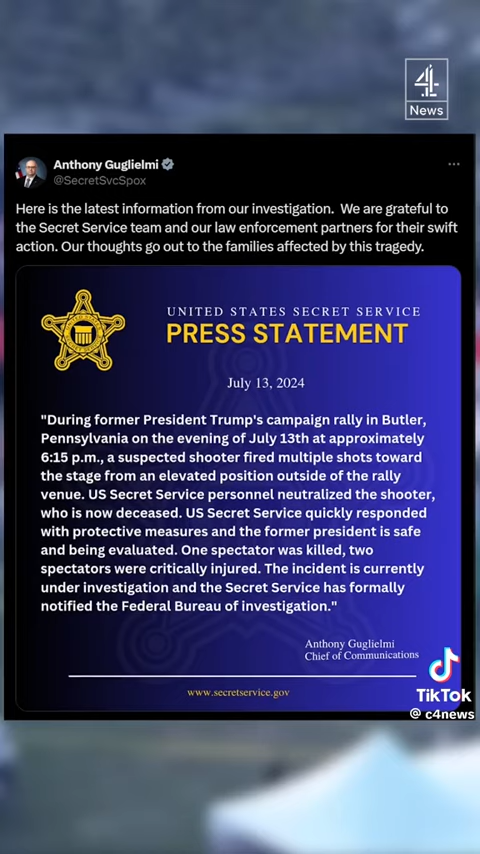 4
News
Anthony Guglielmi
@SecretSvcSpox
Here is the latest information from our investigation.  We are grateful to
the Secret Service team and our law enforcement partners for their swift
action. Our thoughts go out to the families affected by this tragedy.
UNITED STATES SECRET SERVICE
PRESS STATEMENT
July 13, 2024
"During former President Trump's campaign rally in Butler,
Pennsylvania on the evening of July 13th at approximately
6:15 p.m., a suspected shooter fired multiple shots toward
the stage from an elevated position outside of the rally
venue. US Secret Service personnel neutralized the shooter,
who is now deceased. US Secret Service quickly responded
with protective measures and the former president is safe
and being evaluated. One spectator was killed, two
spectators were critically injured. The incident is currently
under investigation and the Secret Service has formally
notified the Federal Bureau of investigation."
Anthony Guglielmi
Chief of Communications
www.secretservice.gov
TikTok
@ c4news